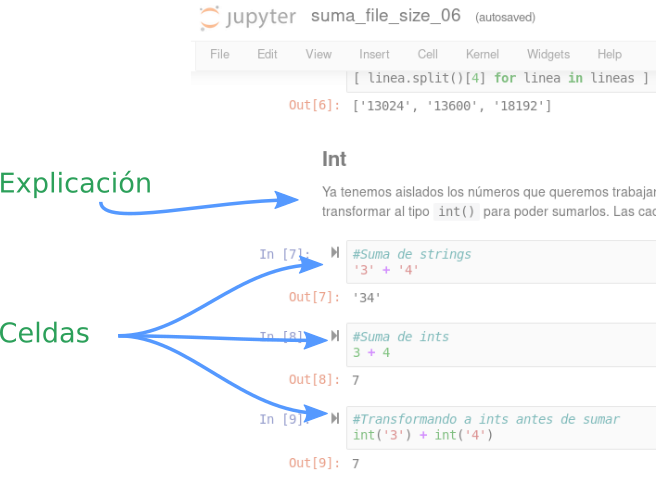 jupyter suma_file_size_06 (autosaved)
File Edit View Insert Cell Kernel Widgets Help
[ linea.split()[4] for linea in lineas ]
Out[6]: ['13024', '13600', '18192']
Int
Explicación
Ya tenemos aislados los números que queremos trabajar
transformar al tipo int() para poder sumarlos. Las
In [7]: #Suma de strings
'3' + '4'
Out[7]: '34'
Celdas
In [8]: #Suma de ints
3 + 4
Out[8]: 7
In [9]: #Transformando a ints antes de sumar
int('3') + int('4')
Out[9]: 7